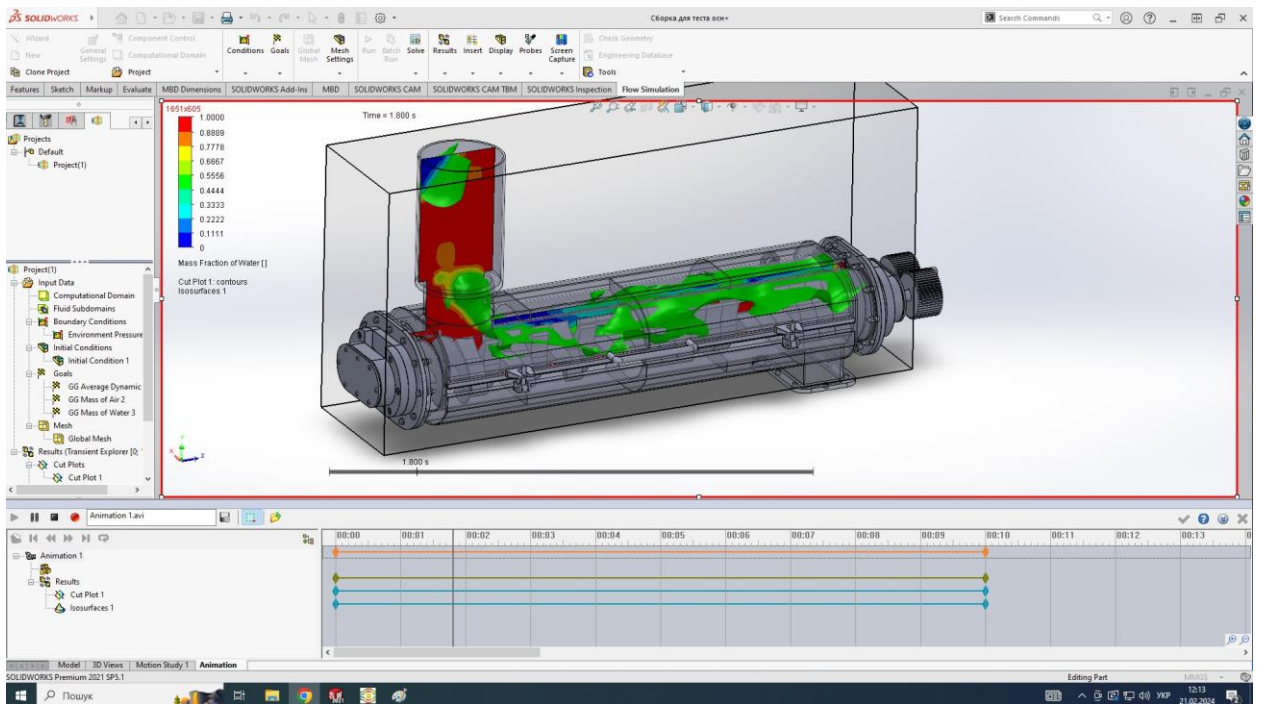 SOLIDWORKS
Сборка для теста осн+
Search Commands
Wizard
New
Clone Project
General Settings
Component Control
Computational Domain
Project
Conditions
Goals
Global Mesh
Mesh Settings
Run
Batch Run
Solve
Results
Insert
Display
Probes
Screen Capture
Check Geometry
Engineering Database
Tools
Features
Sketch
Markup
Evaluate
MBD Dimensions
SOLIDWORKS Add-Ins
MBD
SOLIDWORKS CAM
SOLIDWORKS CAM TBM
SOLIDWORKS Inspection
Flow Simulation
Projects
Default
Project(1)
1651x605
1.0000
0.8889
0.7778
0.6667
0.5556
0.4444
0.3333
0.2222
0.1111
0
Mass Fraction of Water [ ]
Cut Plot 1: contours
Isosurfaces 1
Time = 1.800 s
1.800 s
Project(1)
Input Data
Computational Domain
Fluid Subdomains
Boundary Conditions
Environment Pressure
Initial Conditions
Initial Condition 1
Goals
GG Average Dynamic
GG Mass of Air 2
GG Mass of Water 3
Mesh
Global Mesh
Results (Transient Explorer [0;
Cut Plots
Cut Plot 1
Animation 1.avi
00:00 00:01 00:02 00:03 00:04 00:05 00:06 00:07 00:08 00:09 00:10 00:11 00:12 00:13
Animation 1
Results
Cut Plot 1
Isosurfaces 1
Model
3D Views
Motion Study 1
Animation
SOLIDWORKS Premium 2021 SP5.1
Editing Part
MMGS
Пошук
УКР
12:13
21.02.2024